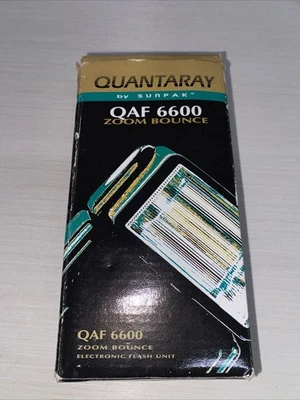 QUANTARAY
by SUNPAK
QAF 6600
ZOOM BOUNCE
QAF 6600
ZOOM BOUNCE
ELECTRONIC FLASH UNIT